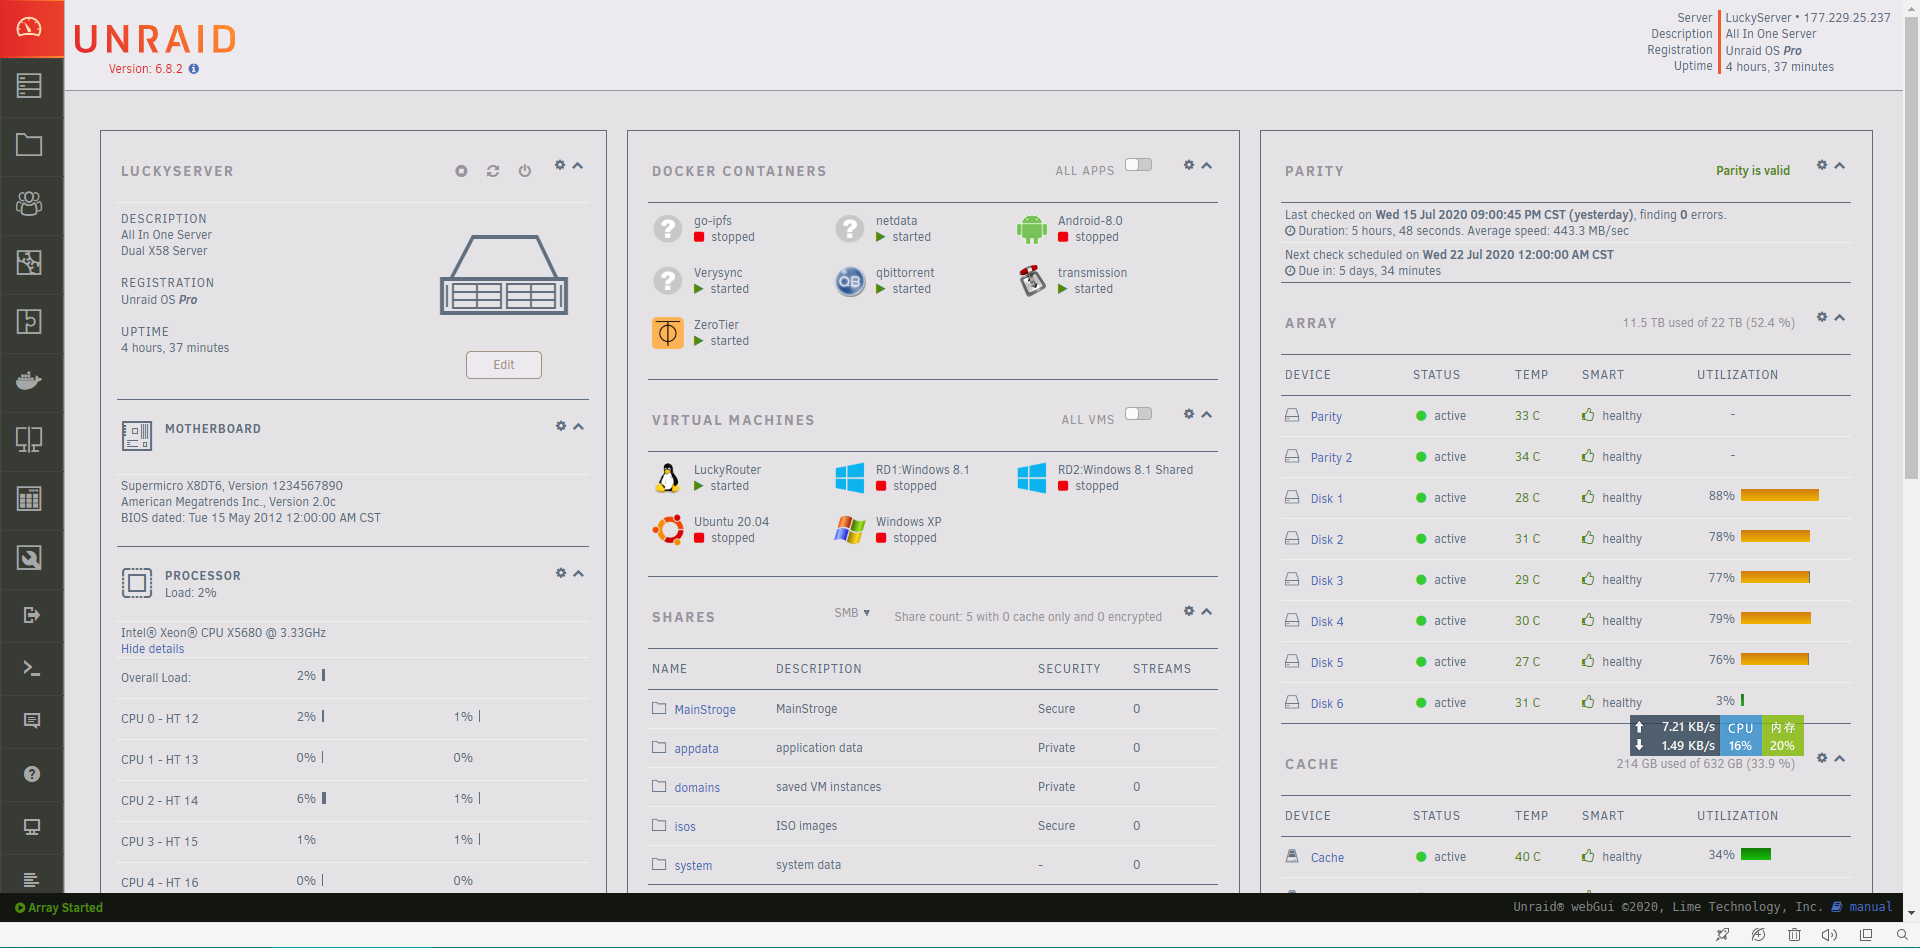 UNRAID
Version: 6.8.2
Server LuckyServer • 177.229.25.237
Description All In One Server
Registration Unraid OS Pro
Uptime 4 hours, 37 minutes
LUCKYSERVER
DESCRIPTION
All In One Server
Dual X58 Server
REGISTRATION
Unraid OS Pro
UPTIME
4 hours, 37 minutes
Edit
MOTHERBOARD
Supermicro X8DT6, Version 1234567890
American Megatrends Inc., Version 2.0c
BIOS dated: Tue 15 May 2012 12:00:00 AM CST
PROCESSOR
Load: 2%
Intel® Xeon® CPU X5680 @ 3.33GHz
Hide details
Overall Load: 2%
CPU 0 - HT 12 2% 1%
CPU 1 - HT 13 0% 0%
CPU 2 - HT 14 6% 1%
CPU 3 - HT 15 1% 1%
CPU 4 - HT 16 0% 0%
DOCKER CONTAINERS ALL APPS
go-ipfs
stopped
netdata
started
Android-8.0
stopped
Verysync
started
QB
qbittorrent
started
transmission
started
ZeroTier
started
VIRTUAL MACHINES ALL VMS
LuckyRouter
started
RD1:Windows 8.1
stopped
RD2:Windows 8.1 Shared
stopped
Ubuntu 20.04
stopped
Windows XP
stopped
SHARES SMB Share count: 5 with 0 cache only and 0 encrypted
NAME DESCRIPTION SECURITY STREAMS
MainStroge MainStroge Secure 0
appdata application data Private 0
domains saved VM instances Private 0
isos ISO images Secure 0
system system data - 0
PARITY Parity is valid
Last checked on Wed 15 Jul 2020 09:00:45 PM CST (yesterday), finding 0 errors.
Duration: 5 hours, 48 seconds. Average speed: 443.3 MB/sec
Next check scheduled on Wed 22 Jul 2020 12:00:00 AM CST
Due in: 5 days, 34 minutes
ARRAY 11.5 TB used of 22 TB (52.4 %)
DEVICE STATUS TEMP SMART UTILIZATION
Parity active 33 C healthy -
Parity 2 active 34 C healthy -
Disk 1 active 28 C healthy 88%
Disk 2 active 31 C healthy 78%
Disk 3 active 29 C healthy 77%
Disk 4 active 30 C healthy 79%
Disk 5 active 27 C healthy 76%
Disk 6 active 31 C healthy 3%
7.21 KB/s CPU 内存
1.49 KB/s 16% 20%
CACHE 214 GB used of 632 GB (33.9 %)
DEVICE STATUS TEMP SMART UTILIZATION
Cache active 40 C healthy 34%
Array Started
Unraid® webGui ©2020, Lime Technology, Inc. manual